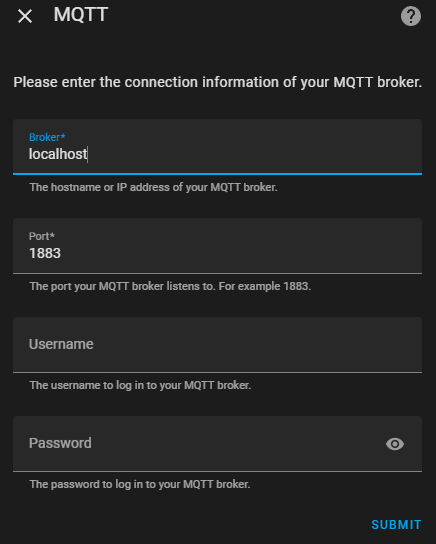 MQTT
Please enter the connection information of your MQTT broker.
Broker*
localhost
The hostname or IP address of your MQTT broker.
Port*
1883
The port your MQTT broker listens to. For example 1883.
Username
The username to log in to your MQTT broker.
Password
The password to log in to your MQTT broker.
SUBMIT